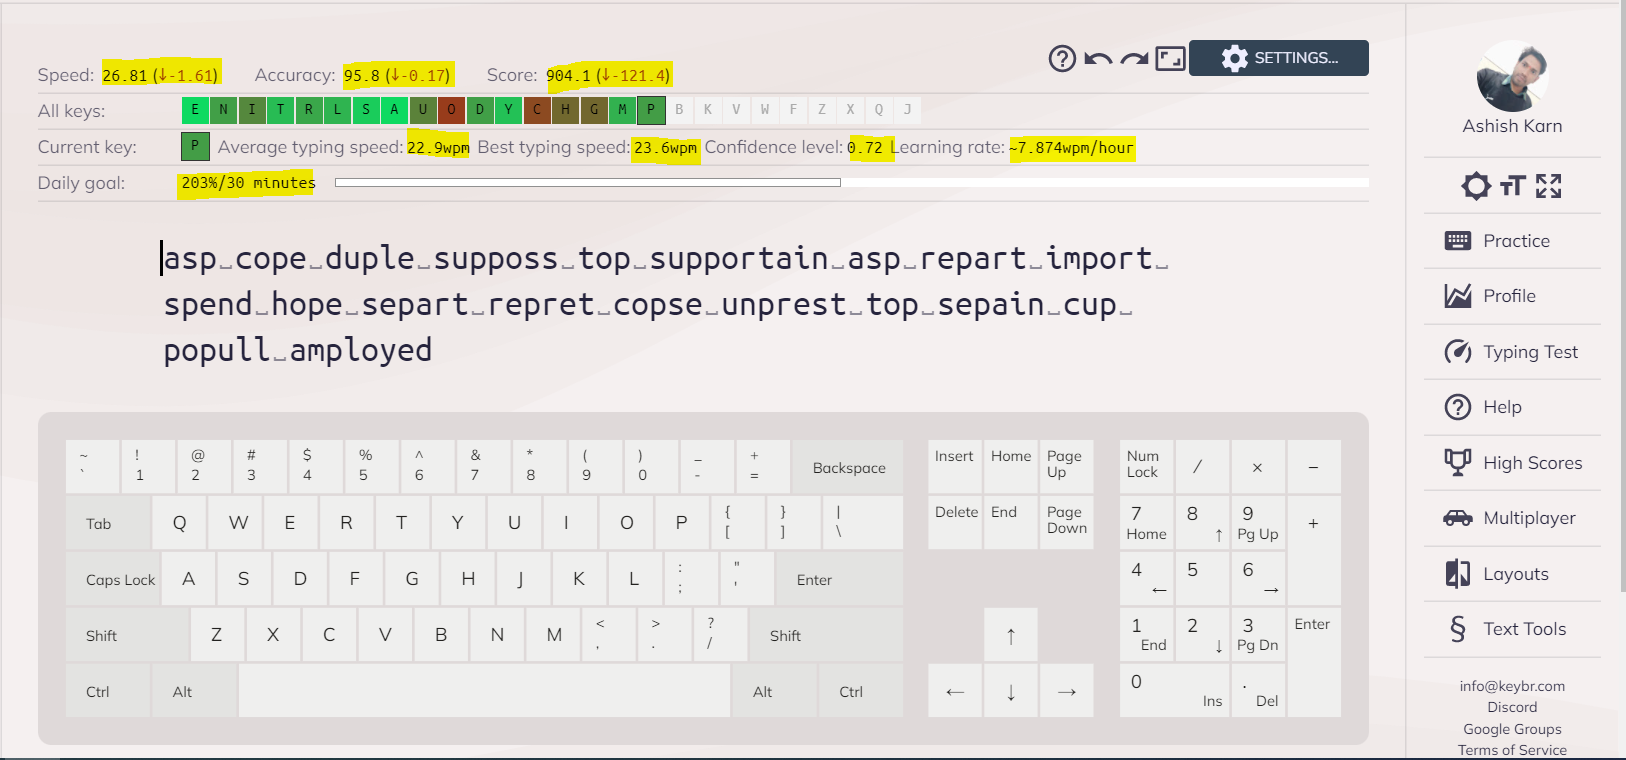 Speed: 26.81 (↓-1.61) Accuracy: 95.8 (↓-0.17) Score: 904.1 (↓-121.4)
SETTINGS...
All keys: E N I T R L S A U O D Y C H G M P B K V W F Z X Q J
Current key: P Average typing speed: 22.9wpm Best typing speed: 23.6wpm Confidence level: 0.72 Learning rate: ~7.874wpm/hour
Daily goal: 203%/30 minutes
asp␣cope␣duple␣supposs␣top␣supportain␣asp␣repart␣import␣
spend␣hope␣separt␣repret␣copse␣unprest␣top␣sepain␣cup␣
popull␣amployed
~ ! @ # $ % ^ & * ( ) _ +
` 1 2 3 4 5 6 7 8 9 0 - = Backspace
Tab Q W E R T Y U I O P { [ } ] | \
Caps Lock A S D F G H J K L : ; " ' Enter
Shift Z X C V B N M < , > . ? / Shift
Ctrl Alt Alt Ctrl
Insert Home Page Up
Delete End Page Down
↑
← ↓ →
Num Lock / × −
7 Home 8 ↑ 9 Pg Up +
4 ← 5 6 →
1 End 2 ↓ 3 Pg Dn Enter
0 Ins . Del
Ashish Karn
Practice
Profile
Typing Test
Help
High Scores
Multiplayer
Layouts
§ Text Tools
info@keybr.com
Discord
Google Groups
Terms of Service